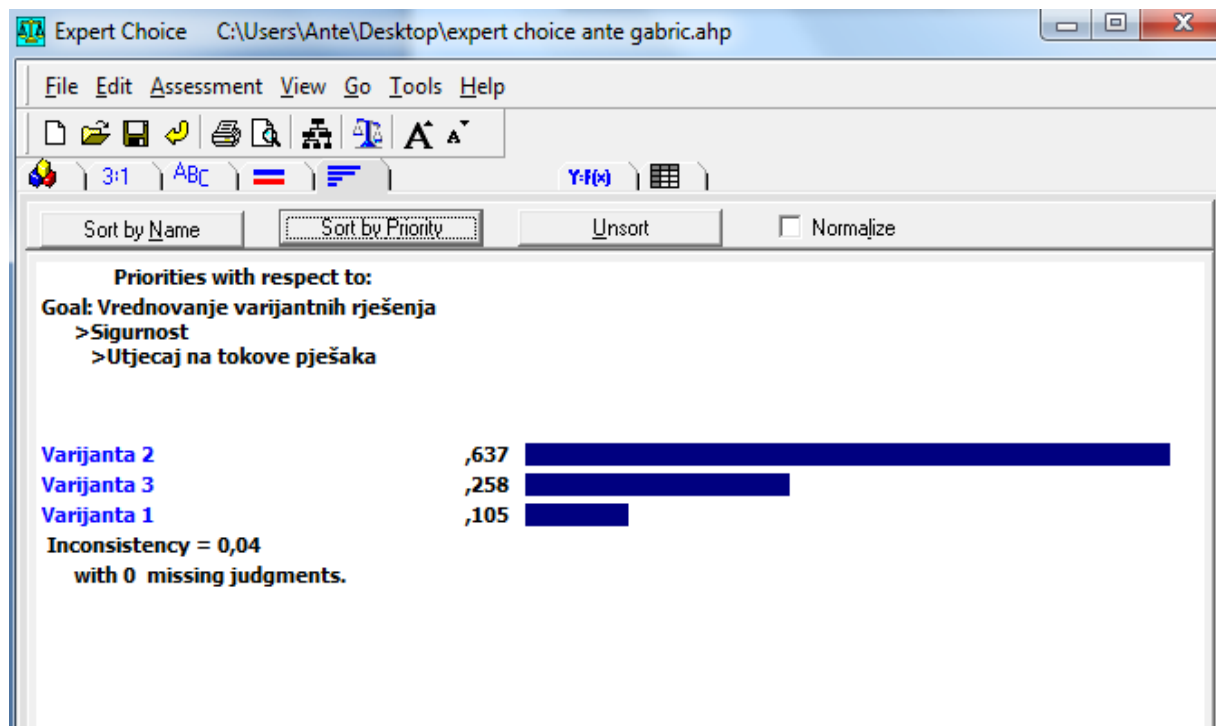 Expert Choice C:\Users\Ante\Desktop\expert choice ante gabric.ahp
File Edit Assessment View Go Tools Help
A A
3:1 ABC Y=F(x)
Sort by Name Sort by Priority Unsort Normalize
Priorities with respect to:
Goal: Vrednovanje varijantnih rješenja
>Sigurnost
>Utjecaj na tokove pješaka
Varijanta 2 ,637
Varijanta 3 ,258
Varijanta 1 ,105
Inconsistency = 0,04
with 0 missing judgments.